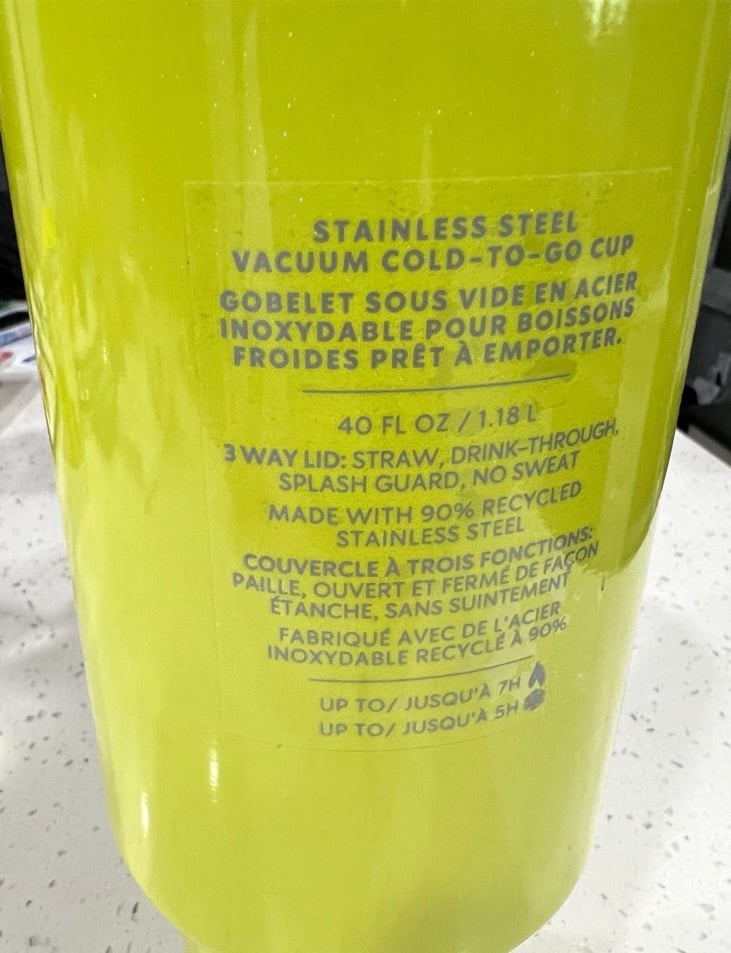 STAINLESS STEEL
VACUUM COLD-TO-GO CUP
GOBELET SOUS VIDE EN ACIER
INOXYDABLE POUR BOISSONS
FROIDES PRÊT À EMPORTER.
40 FL OZ / 1.18 L
3 WAY LID: STRAW, DRINK-THROUGH,
SPLASH GUARD, NO SWEAT
MADE WITH 90% RECYCLED
STAINLESS STEEL
COUVERCLE À TROIS FONCTIONS:
PAILLE, OUVERT ET FERMÉ DE FAÇON
ÉTANCHE, SANS SUINTEMENT
FABRIQUÉ AVEC DE L'ACIER
INOXYDABLE RECYCLÉ À 90%
UP TO/ JUSQU'À 7H
UP TO/ JUSQU'À 5H